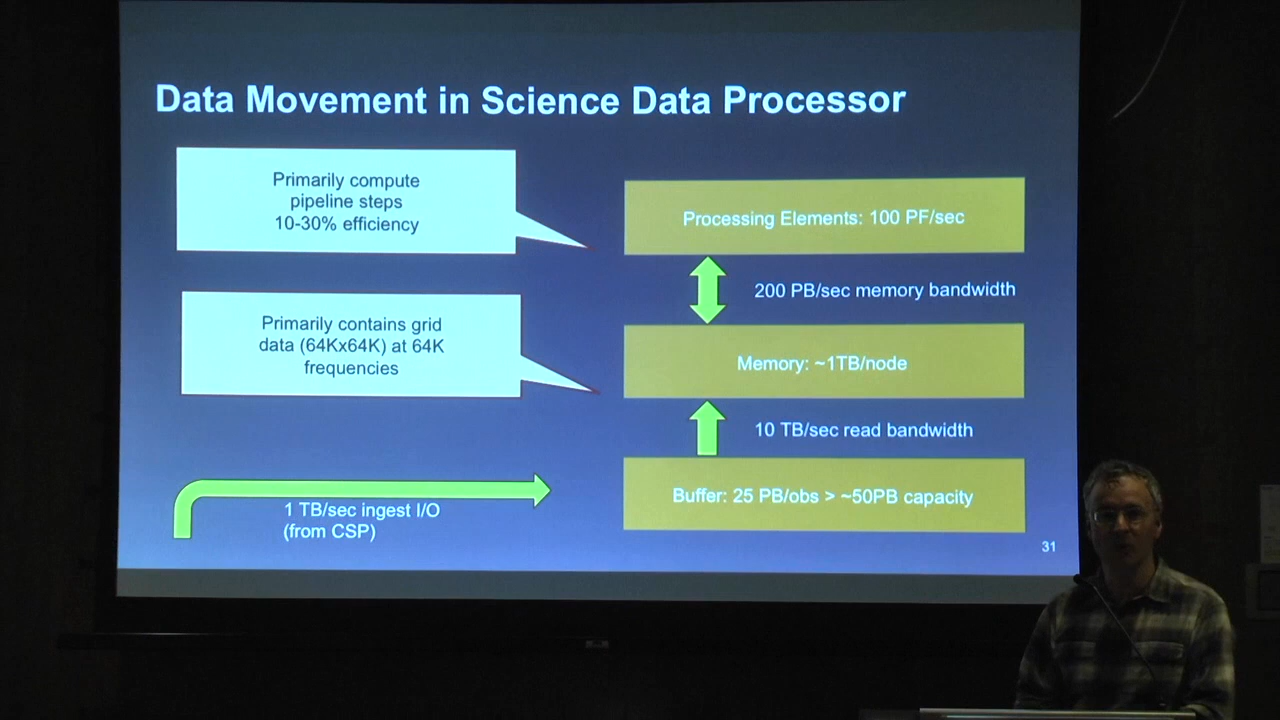 Data Movement in Science Data Processor
Primarily compute
pipeline steps
10-30% efficiency
Processing Elements: 100 PF/sec
200 PB/sec memory bandwidth
Primarily contains grid
data (64Kx64K) at 64K
frequencies
Memory: ~1TB/node
10 TB/sec read bandwidth
1 TB/sec ingest I/O
(from CSP)
Buffer: 25 PB/obs > ~50PB capacity
31